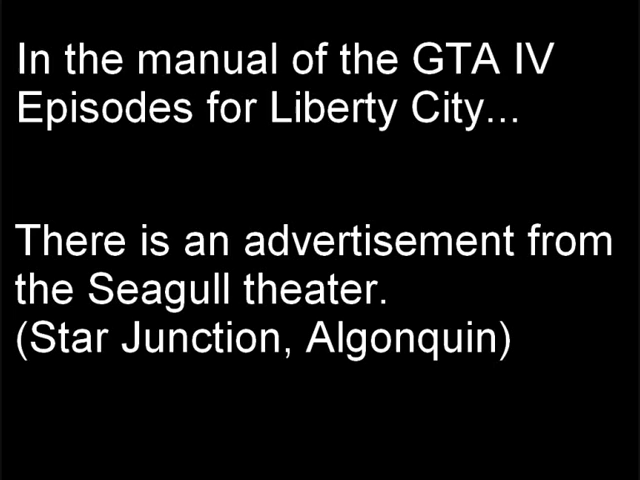 In the manual of the GTA IV
Episodes for Liberty City...
There is an advertisement from
the Seagull theater.
(Star Junction, Algonquin)